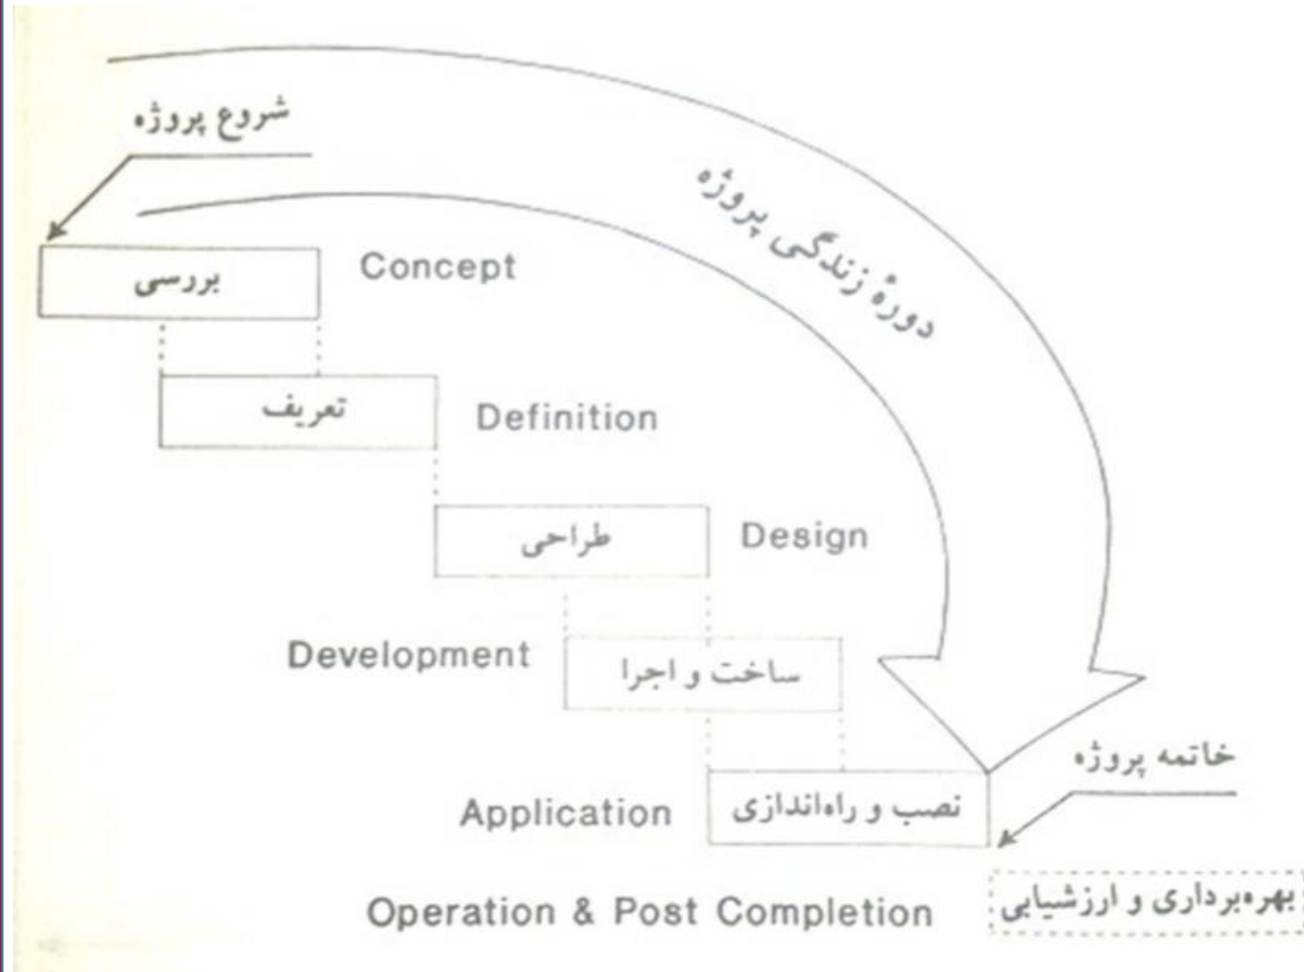 شروع پروژه
دورهٔ زندگی پروژه
بررسی
Concept
تعریف
Definition
طراحی
Design
Development
ساخت و اجرا
خاتمه پروژه
Application
نصب و راه‌اندازی
Operation & Post Completion
بهره‌برداری و ارزشیابی